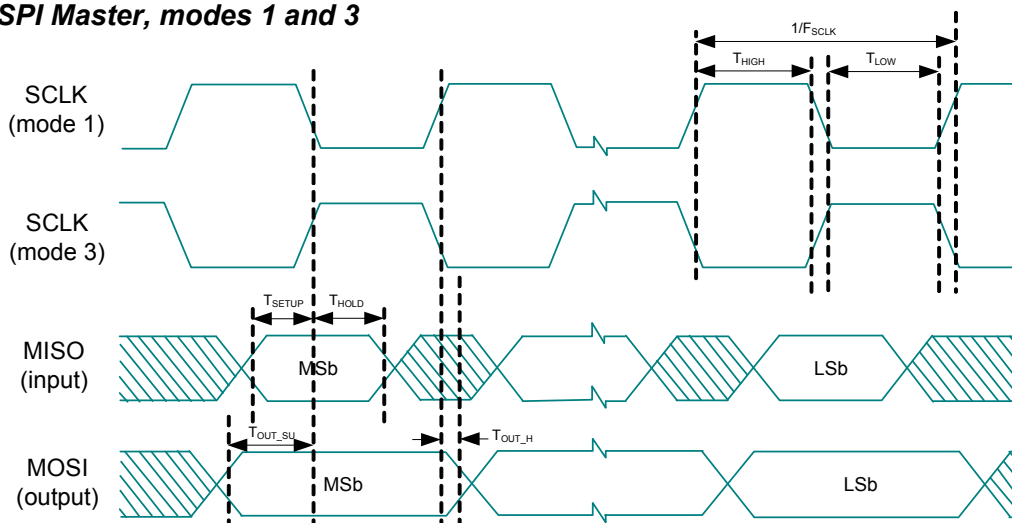 SPI Master, modes 1 and 3
1/FSCLK
THIGH
TLOW
SCLK
(mode 1)
SCLK
(mode 3)
TSETUP
THOLD
MISO
(input)
MSb
LSb
TOUT_SU
TOUT_H
MOSI
(output)
MSb
LSb